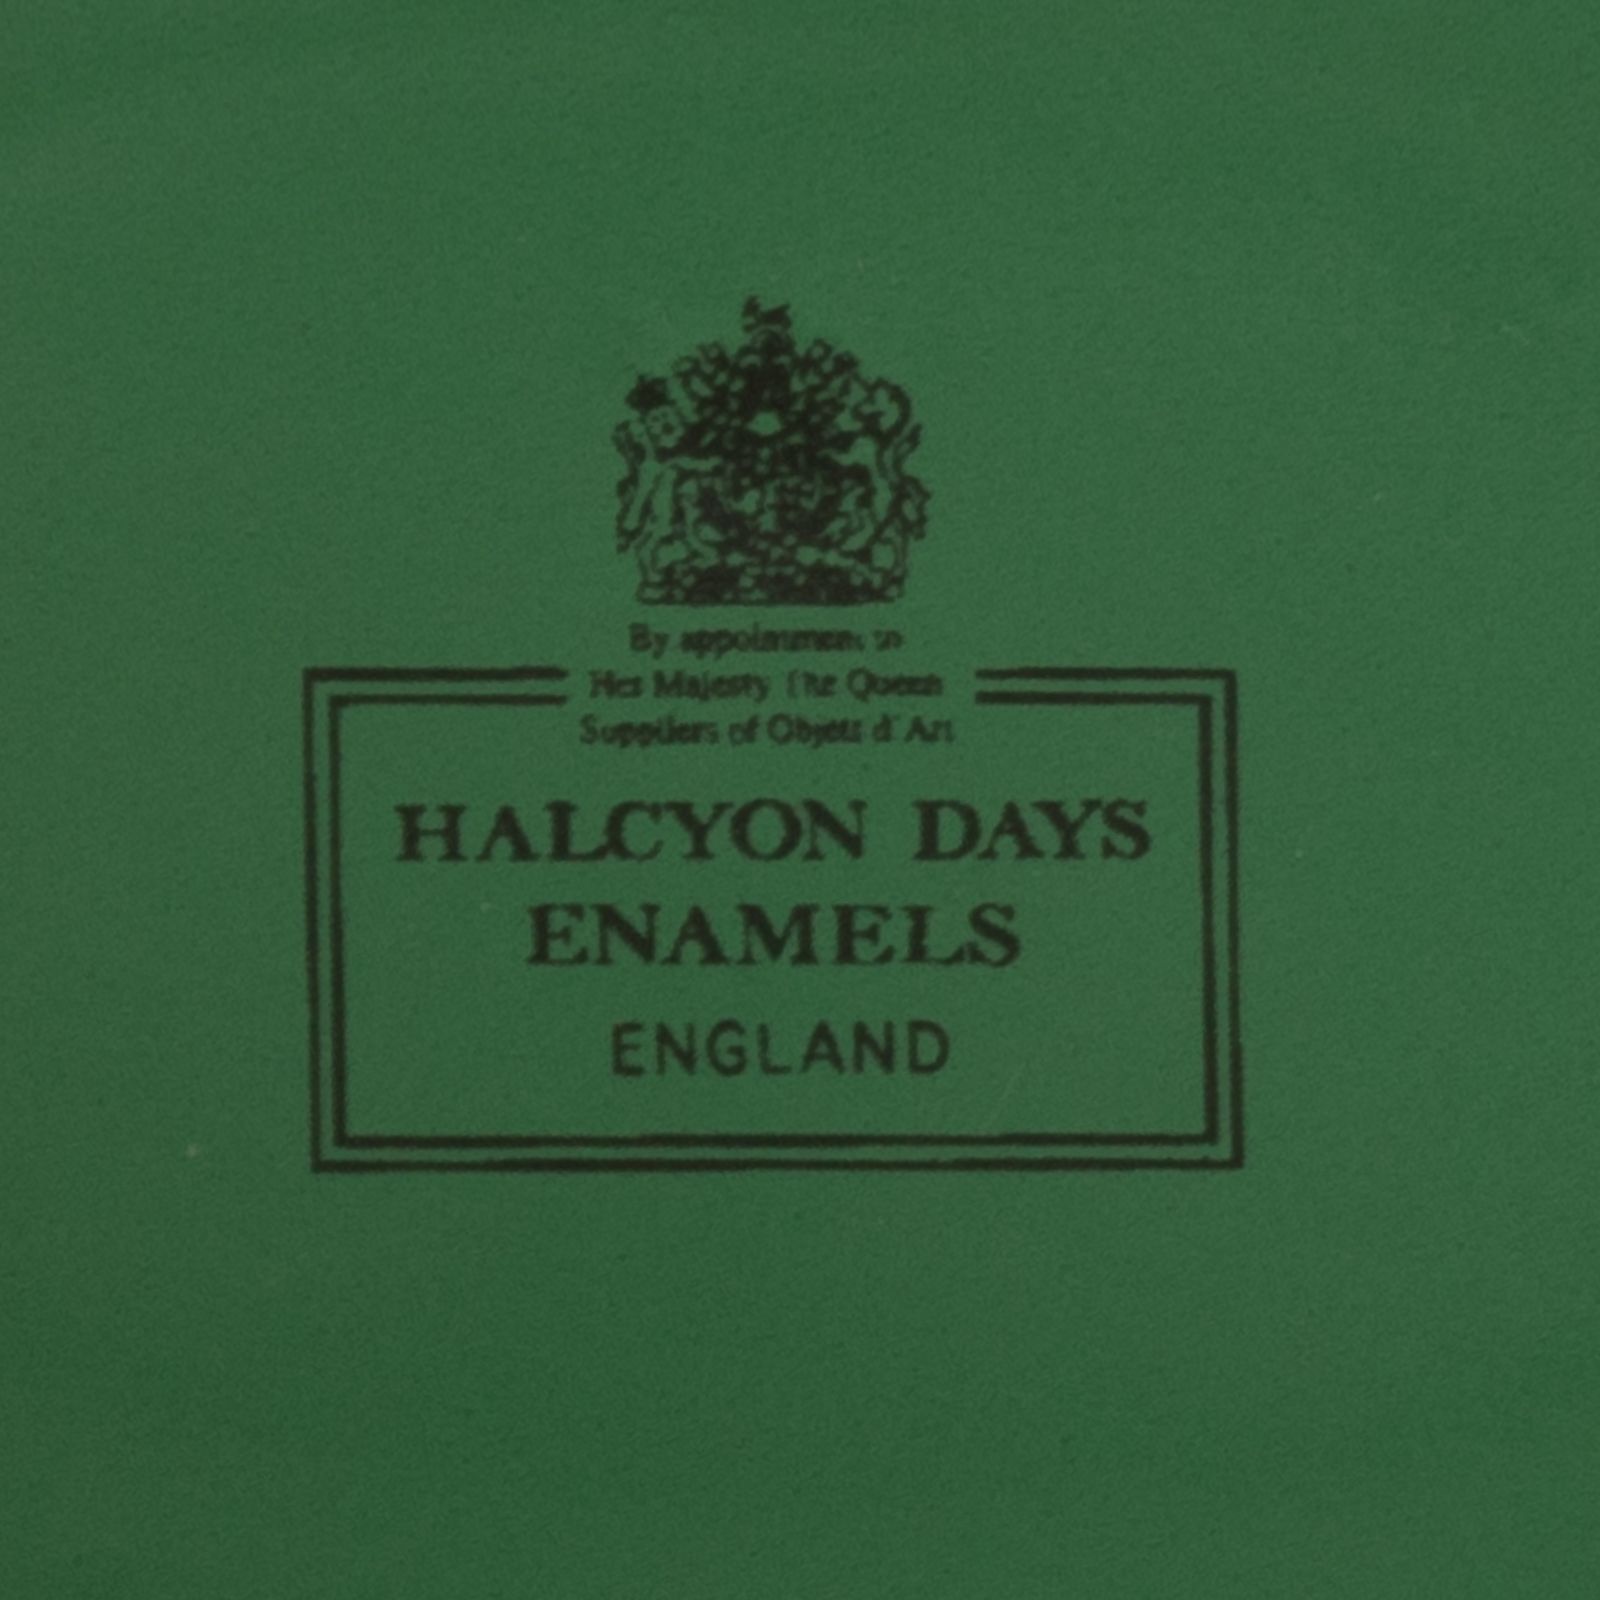 By appointment to
Her Majesty The Queen
Suppliers of Objets d'Art
HALCYON DAYS
ENAMELS
ENGLAND